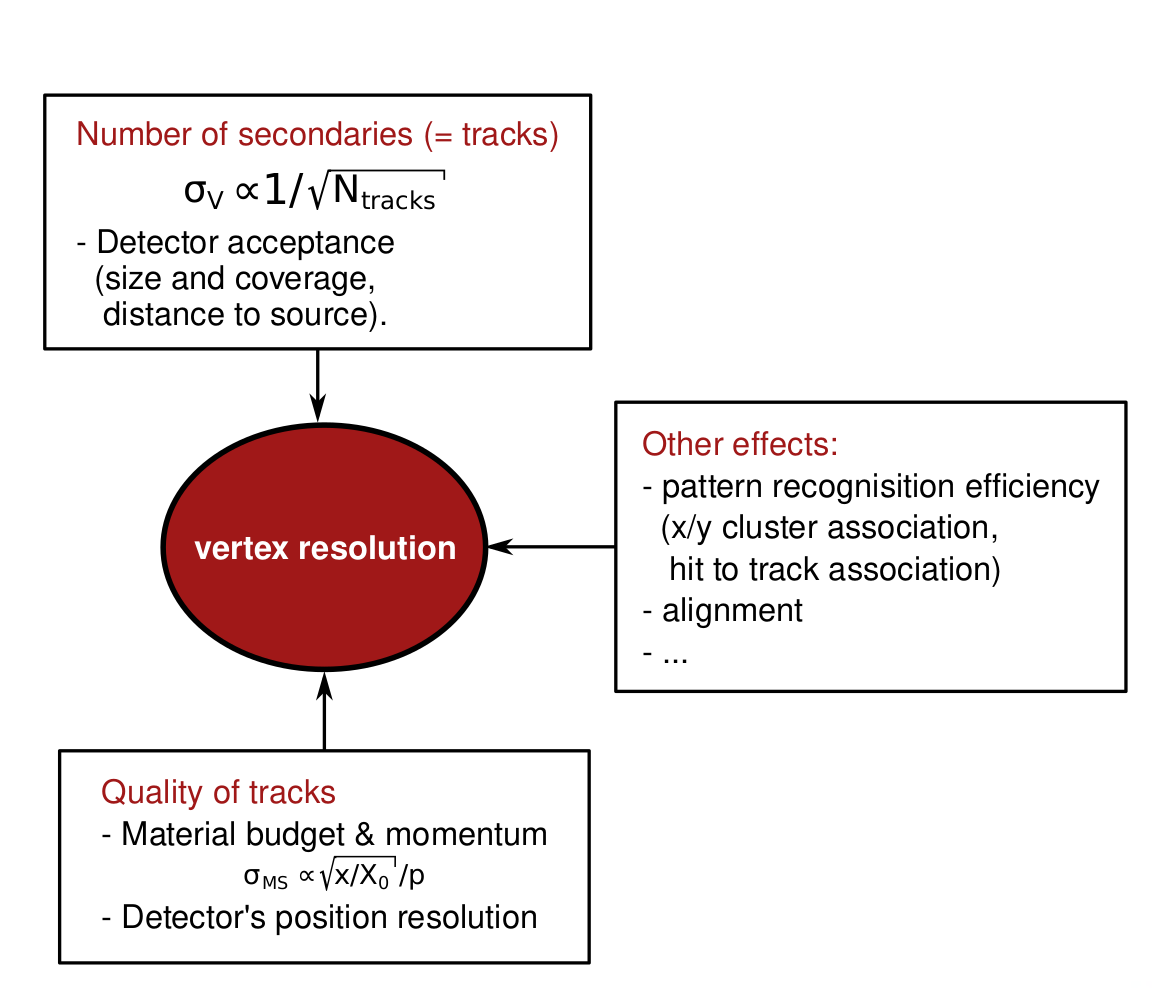 Number of secondaries (= tracks)
σV ∝1/√Ntracks
- Detector acceptance
(size and coverage,
distance to source).
vertex resolution
Other effects:
- pattern recognisition efficiency
(x/y cluster association,
hit to track association)
- alignment
- ...
Quality of tracks
- Material budget & momentum
σMS ∝√x/X0 /p
- Detector's position resolution